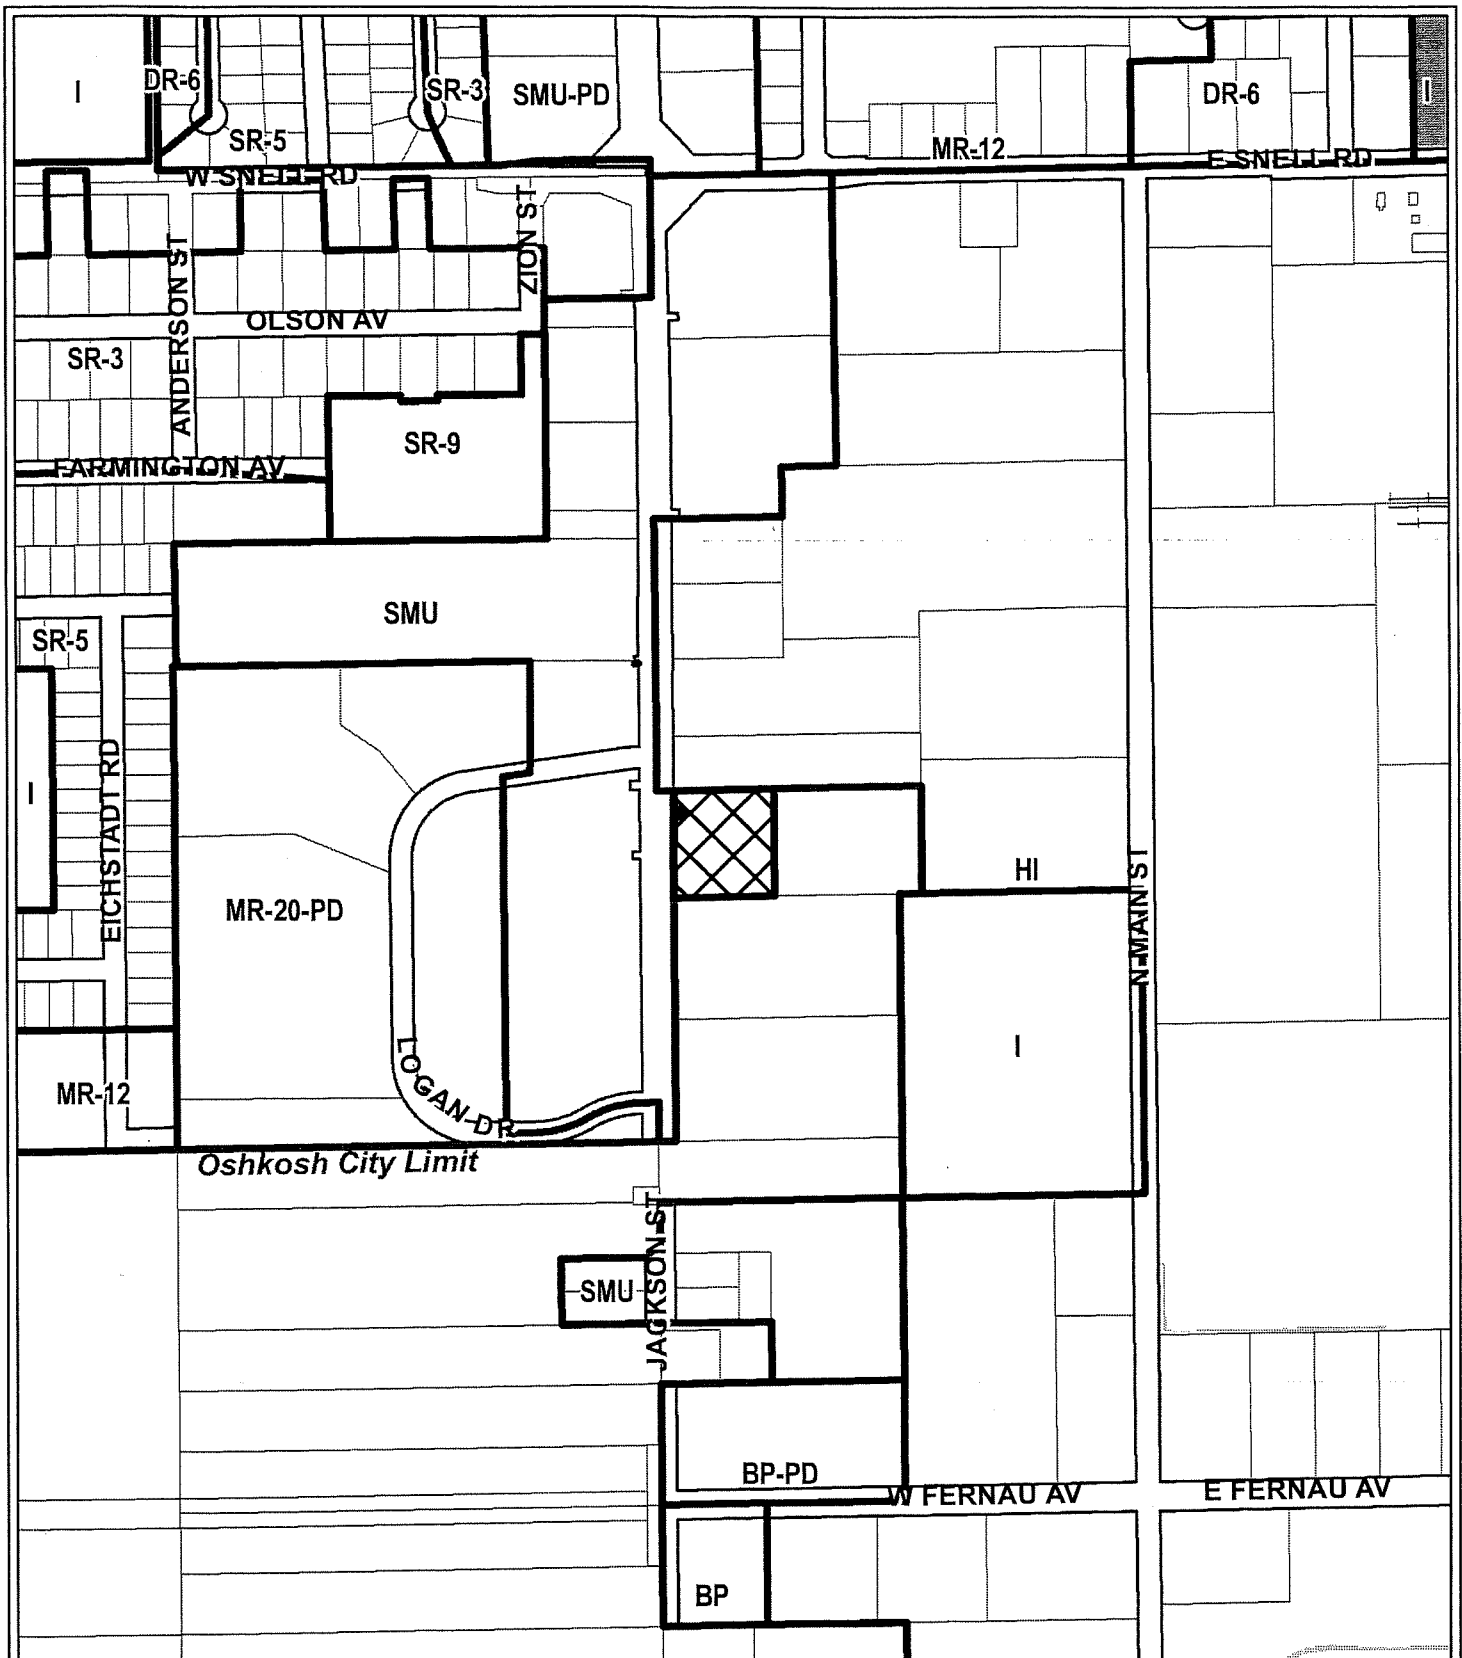 I
DR-6
SR-5
SR-3
SMU-PD
MR-12
DR-6
I
E SNELL RD
W SNELL RD
ZION ST
ANDERSON ST
OLSON AV
SR-3
SR-9
FARMINGTON AV
SMU
SR-5
I
EICHSTADT RD
MR-20-PD
HI
N MAIN ST
I
LOGAN DR
MR-12
Oshkosh City Limit
JACKSON ST
SMU
BP-PD
W FERNAU AV
E FERNAU AV
BP